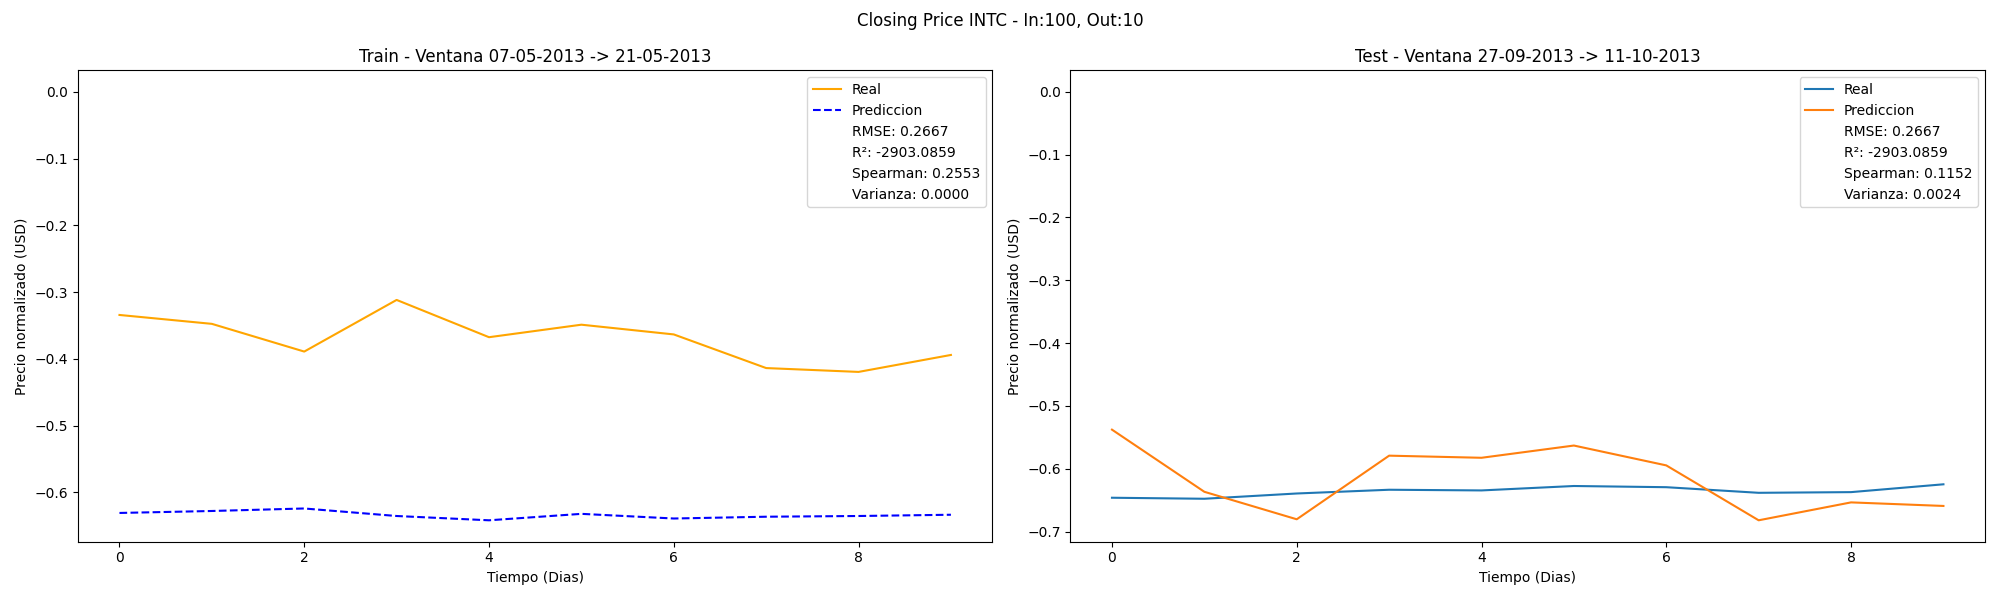 Closing Price INTC - In:100, Out:10
Train - Ventana 07-05-2013 -> 21-05-2013
Real
Prediccion
RMSE: 0.2667
R²: -2903.0859
Spearman: 0.2553
Varianza: 0.0000
Precio normalizado (USD)
0.0
−0.1
−0.2
−0.3
−0.4
−0.5
−0.6
0
2
4
6
8
Tiempo (Dias)
Test - Ventana 27-09-2013 -> 11-10-2013
Real
Prediccion
RMSE: 0.2667
R²: -2903.0859
Spearman: 0.1152
Varianza: 0.0024
Precio normalizado (USD)
0.0
−0.1
−0.2
−0.3
−0.4
−0.5
−0.6
−0.7
0
2
4
6
8
Tiempo (Dias)